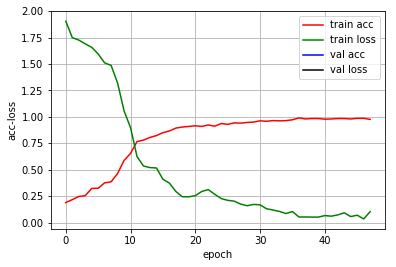 2.00
1.75
1.50
1.25
1.00
0.75
0.50
0.25
0.00
acc-loss
0
10
20
30
40
epoch
train acc
train loss
val acc
val loss